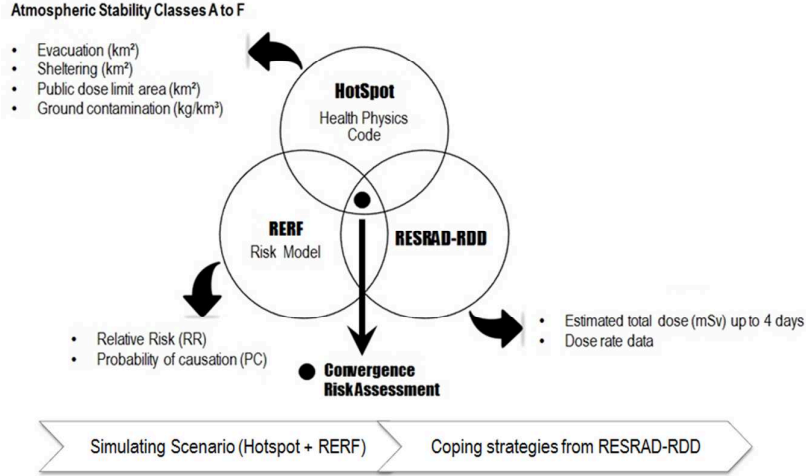 Atmospheric Stability Classes A to F
• Evacuation (km²)
• Sheltering (km²)
• Public dose limit area (km²)
• Ground contamination (kg/km³)
HotSpot
Health Physics
Code
RERF
Risk Model
RESRAD-RDD
• Relative Risk (RR)
• Probability of causation (PC)
• Estimated total dose (mSv) up to 4 days
• Dose rate data
Convergence
Risk Assessment
Simulating Scenario (Hotspot + RERF)
Coping strategies from RESRAD-RDD